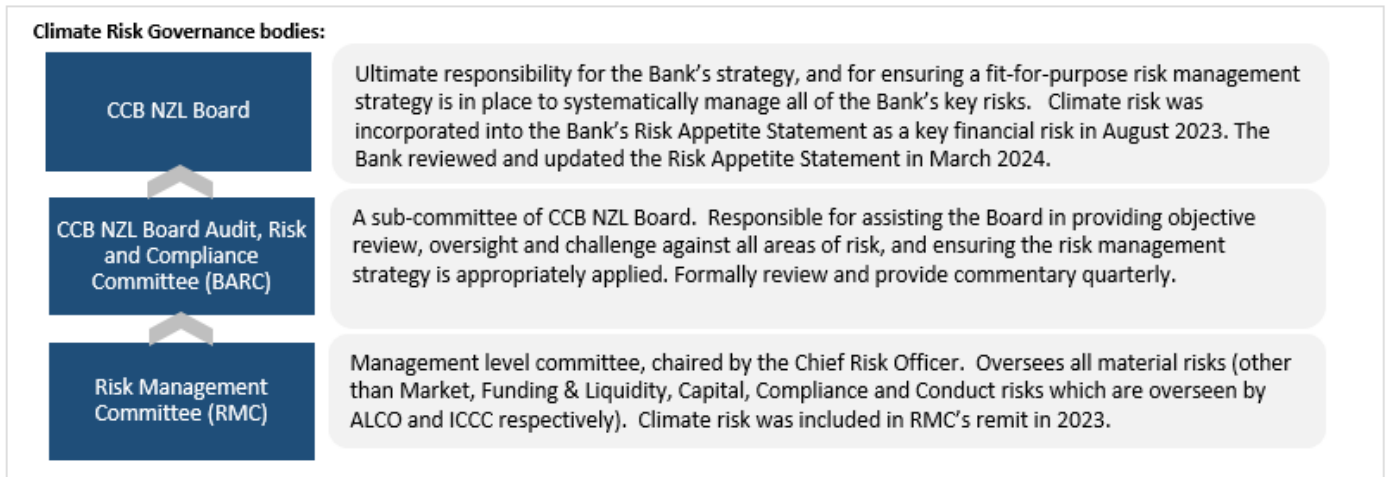 Climate Risk Governance bodies:
CCB NZL Board
Ultimate responsibility for the Bank's strategy, and for ensuring a fit-for-purpose risk management
strategy is in place to systematically manage all of the Bank's key risks.   Climate risk was
incorporated into the Bank's Risk Appetite Statement as a key financial risk in August 2023. The
Bank reviewed and updated the Risk Appetite Statement in March 2024.
CCB NZL Board Audit, Risk
and Compliance
Committee (BARC)
A sub-committee of CCB NZL Board.  Responsible for assisting the Board in providing objective
review, oversight and challenge against all areas of risk, and ensuring the risk management
strategy is appropriately applied. Formally review and provide commentary quarterly.
Risk Management
Committee (RMC)
Management level committee, chaired by the Chief Risk Officer.  Oversees all material risks (other
than Market, Funding & Liquidity, Capital, Compliance and Conduct risks which are overseen by
ALCO and ICCC respectively).  Climate risk was included in RMC's remit in 2023.